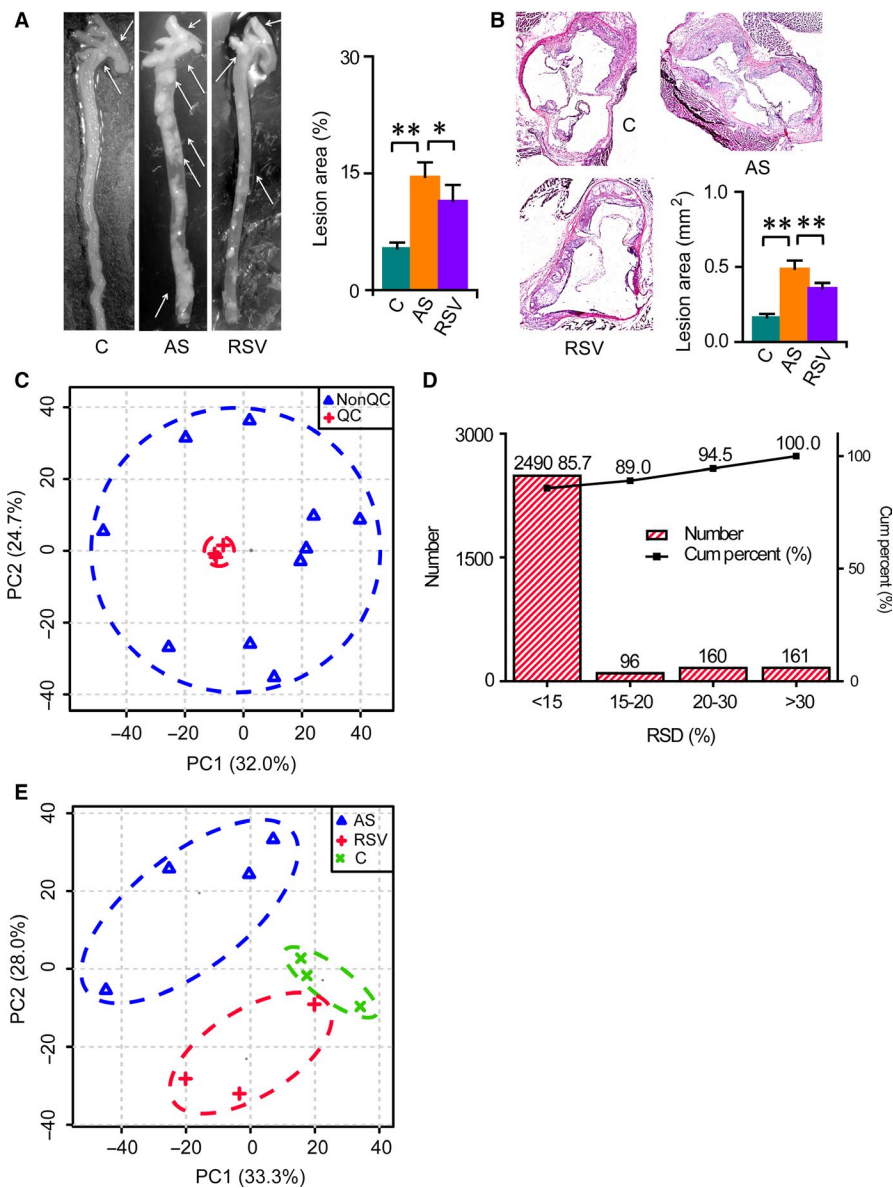 A
C
AS
RSV
Lesion area (%)
30
15
0
**
*
C
AS
RSV
B
C
AS
RSV
Lesion area (mm²)
1.0
0.5
0.0
**
**
C
AS
RSV
C
NonQC
QC
PC2 (24.7%)
40
20
0
−20
−40
−40
−20
0
20
40
PC1 (32.0%)
D
Number
3000
1500
0
2490
85.7
89.0
94.5
100.0
Number
Cum percent (%)
96
160
161
100
50
0
Cum percent
(%)
<15
15-20
20-30
>30
RSD (%)
E
AS
RSV
C
PC2 (28.0%)
40
20
0
−20
−40
−40
−20
0
20
40
PC1 (33.3%)